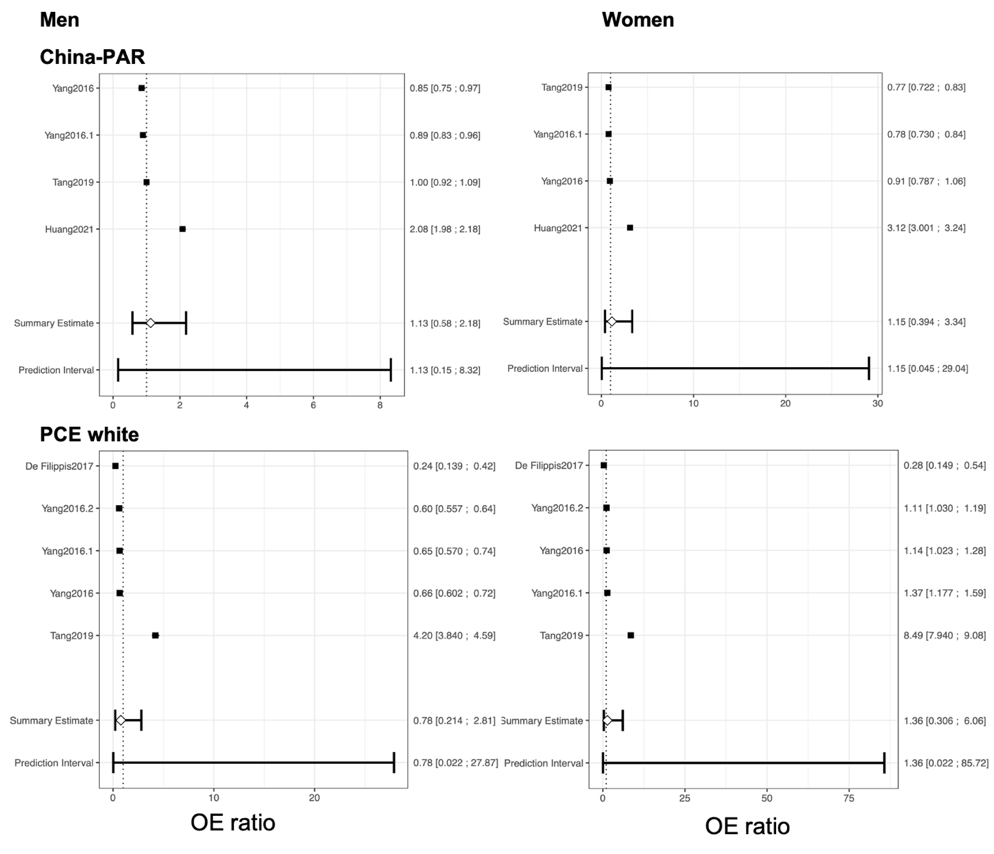 Men
Women
China-PAR
Yang2016
0.85 [0.75 ; 0.97]
Yang2016.1
0.89 [0.83 ; 0.96]
Tang2019
1.00 [0.92 ; 1.09]
Huang2021
2.08 [1.98 ; 2.18]
Summary Estimate
1.13 [0.58 ; 2.18]
Prediction Interval
1.13 [0.15 ; 8.32]
0 2 4 6 8
Tang2019
0.77 [0.722 ; 0.83]
Yang2016.1
0.78 [0.730 ; 0.84]
Yang2016
0.91 [0.787 ; 1.06]
Huang2021
3.12 [3.001 ; 3.24]
Summary Estimate
1.15 [0.394 ; 3.34]
Prediction Interval
1.15 [0.045 ; 29.04]
0 10 20 30
PCE white
De Filippis2017
0.24 [0.139 ; 0.42]
Yang2016.2
0.60 [0.557 ; 0.64]
Yang2016.1
0.65 [0.570 ; 0.74]
Yang2016
0.66 [0.602 ; 0.72]
Tang2019
4.20 [3.840 ; 4.59]
Summary Estimate
0.78 [0.214 ; 2.81]
Prediction Interval
0.78 [0.022 ; 27.87]
0 10 20
OE ratio
De Filippis2017
0.28 [0.149 ; 0.54]
Yang2016.2
1.11 [1.030 ; 1.19]
Yang2016
1.14 [1.023 ; 1.28]
Yang2016.1
1.37 [1.177 ; 1.59]
Tang2019
8.49 [7.940 ; 9.08]
Summary Estimate
1.36 [0.306 ; 6.06]
Prediction Interval
1.36 [0.022 ; 85.72]
0 25 50 75
OE ratio